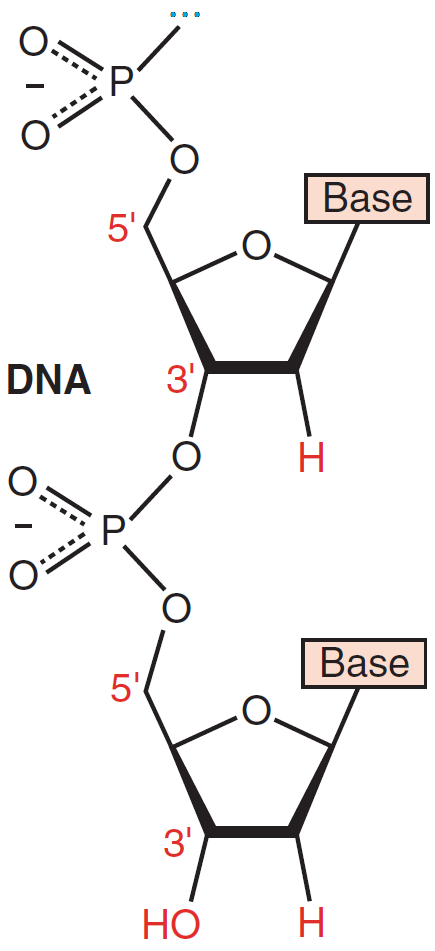 ...
O
P
−
O
O
5'
Base
O
DNA
3'
H
O
O
P
−
O
O
5'
Base
O
3'
HO
H